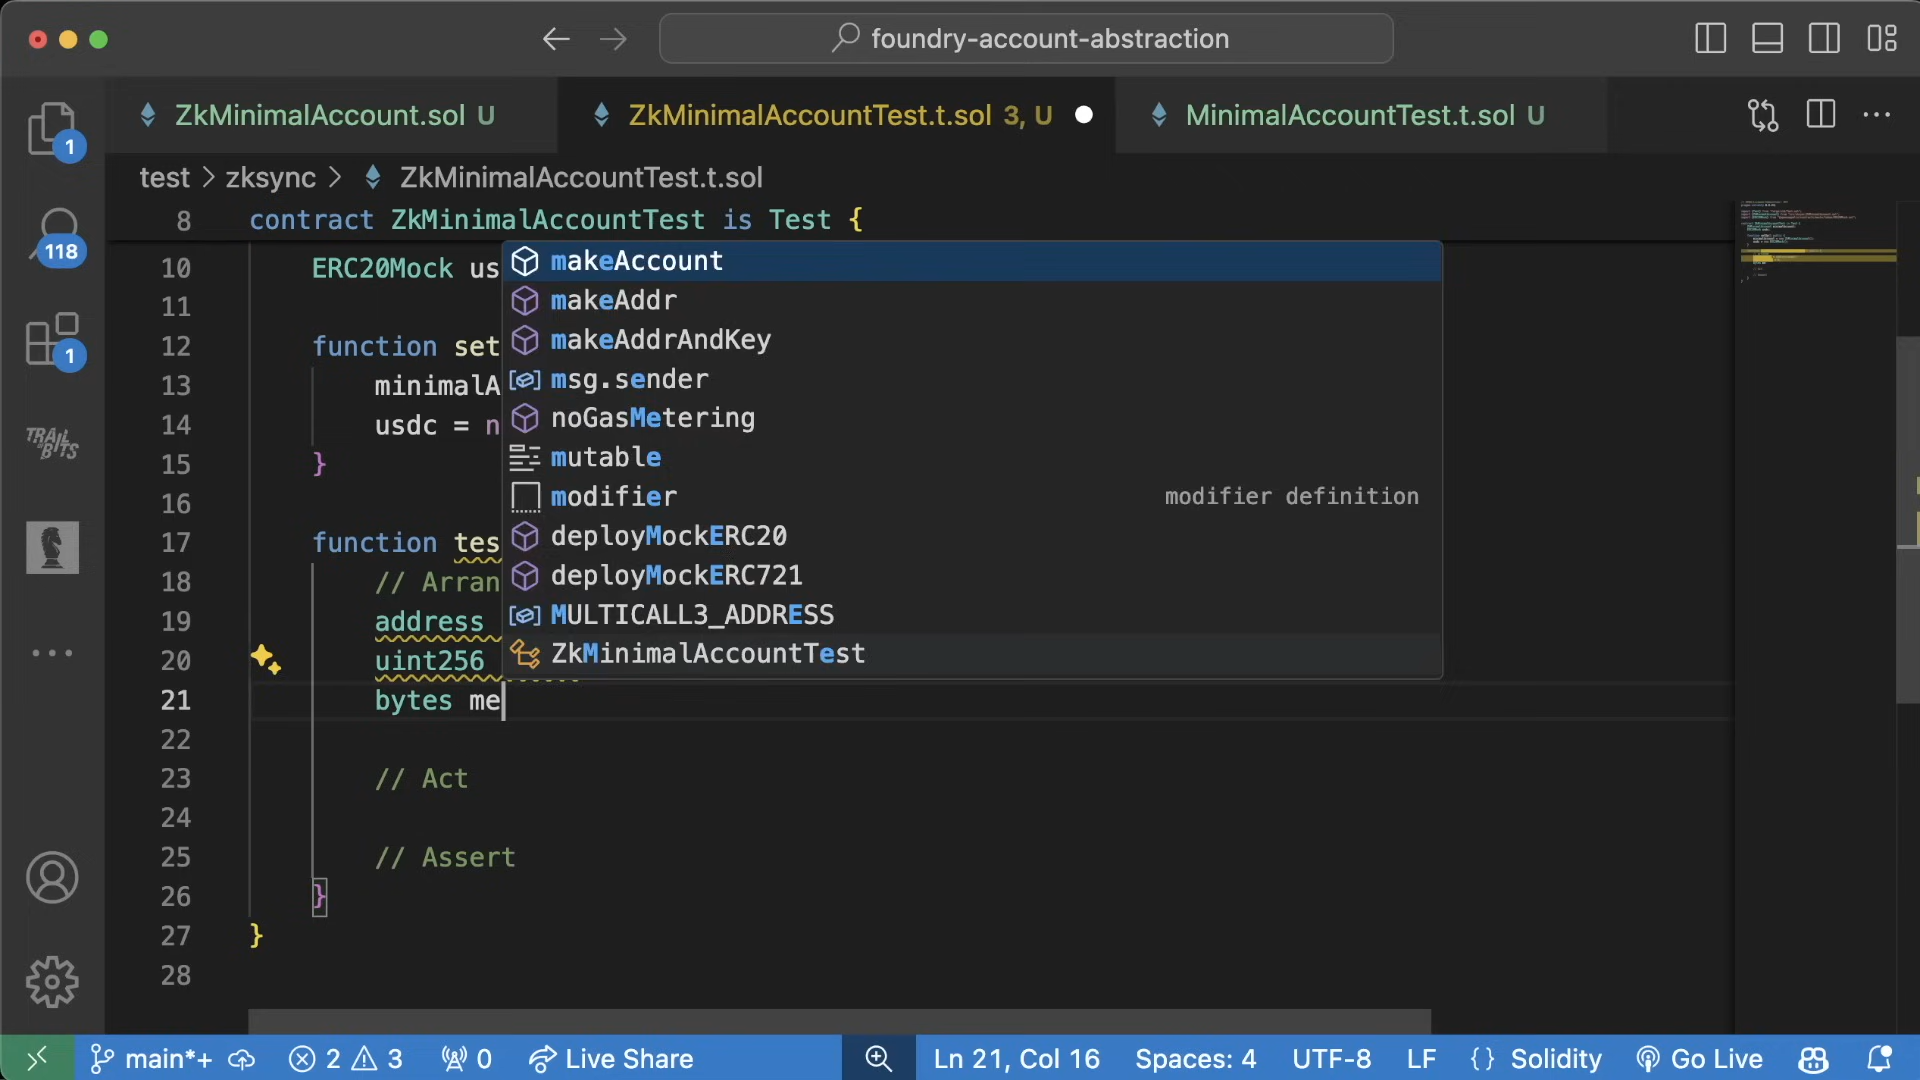 foundry-account-abstraction
ZkMinimalAccount.sol U
ZkMinimalAccountTest.t.sol 3, U
MinimalAccountTest.t.sol U
test > zksync > ZkMinimalAccountTest.t.sol
8 contract ZkMinimalAccountTest is Test {
10 ERC20Mock us
11
12 function set
13 minimalA
14 usdc = n
15 }
16
17 function tes
18 // Arran
19 address
20 uint256
21 bytes me
22
23 // Act
24
25 // Assert
26 }
27 }
28
makeAccount
makeAddr
makeAddrAndKey
msg.sender
noGasMetering
mutable
modifier modifier definition
deployMockERC20
deployMockERC721
MULTICALL3_ADDRESS
ZkMinimalAccountTest
1
118
1
TRAIL OF BITS
main*+ 2 3 0 Live Share Ln 21, Col 16 Spaces: 4 UTF-8 LF {} Solidity Go Live